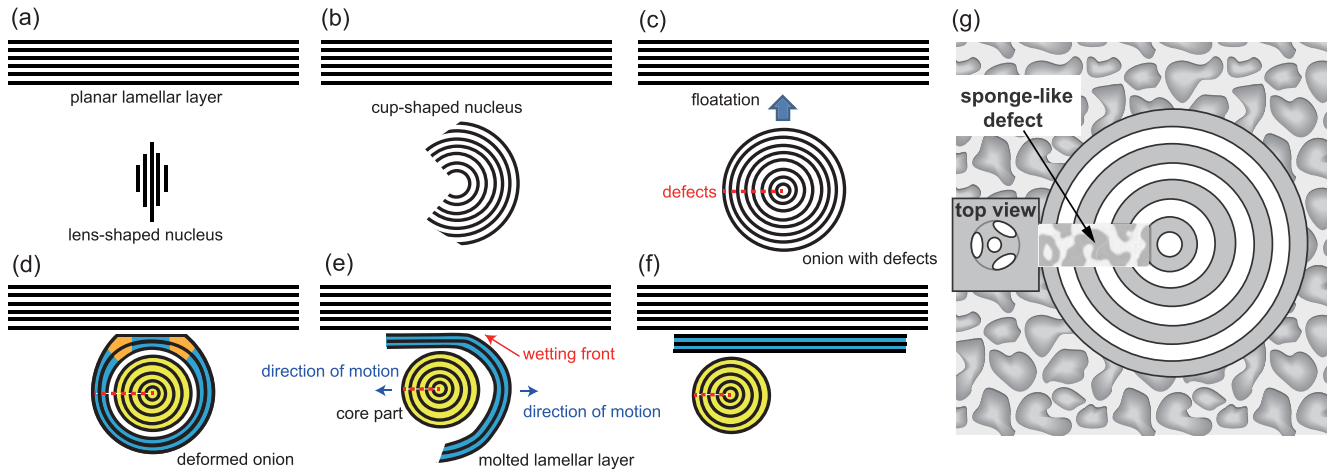 (a)
planar lamellar layer
lens-shaped nucleus
(b)
cup-shaped nucleus
(c)
floatation
defects
onion with defects
(d)
deformed onion
(e)
wetting front
direction of motion
core part
direction of motion
molted lamellar layer
(f)
(g)
sponge-like
defect
top view